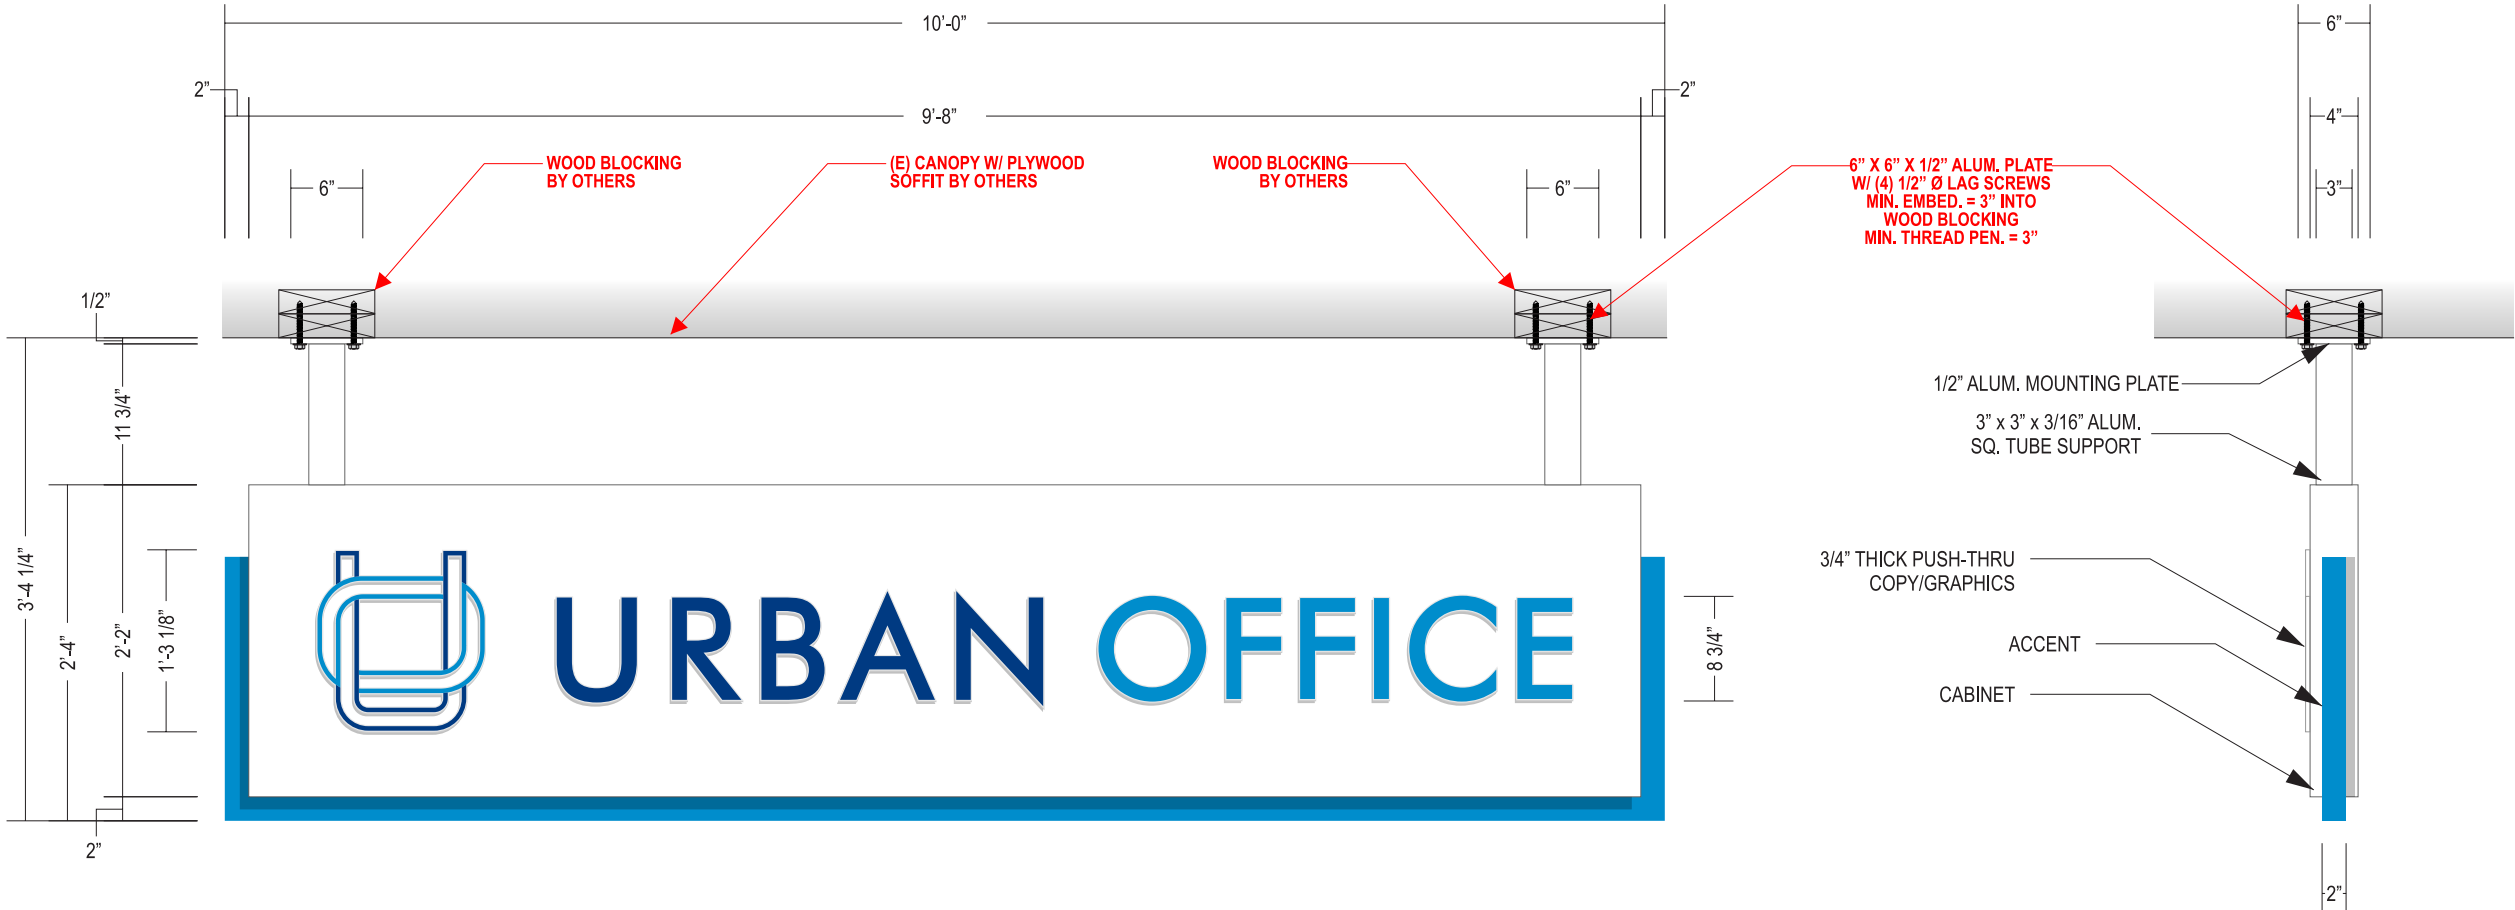 10’-0”
6”
2”
2”
9’-8”
4”
WOOD BLOCKING
BY OTHERS
(E) CANOPY W/ PLYWOOD
SOFFIT BY OTHERS
WOOD BLOCKING
BY OTHERS
6” X 6” X 1/2” ALUM. PLATE
W/ (4) 1/2” Ø LAG SCREWS
MIN. EMBED. = 3” INTO
WOOD BLOCKING
MIN. THREAD PEN. = 3”
6”
6”
3”
1/2”
11 3/4”
1/2” ALUM. MOUNTING PLATE
3” x 3” x 3/16” ALUM.
SQ. TUBE SUPPORT
3’-4 1/4”
2’-4”
2’-2”
1’-3 1/8”
URBAN OFFICE
8 3/4”
3/4” THICK PUSH-THRU
COPY/GRAPHICS
ACCENT
CABINET
2”
2”